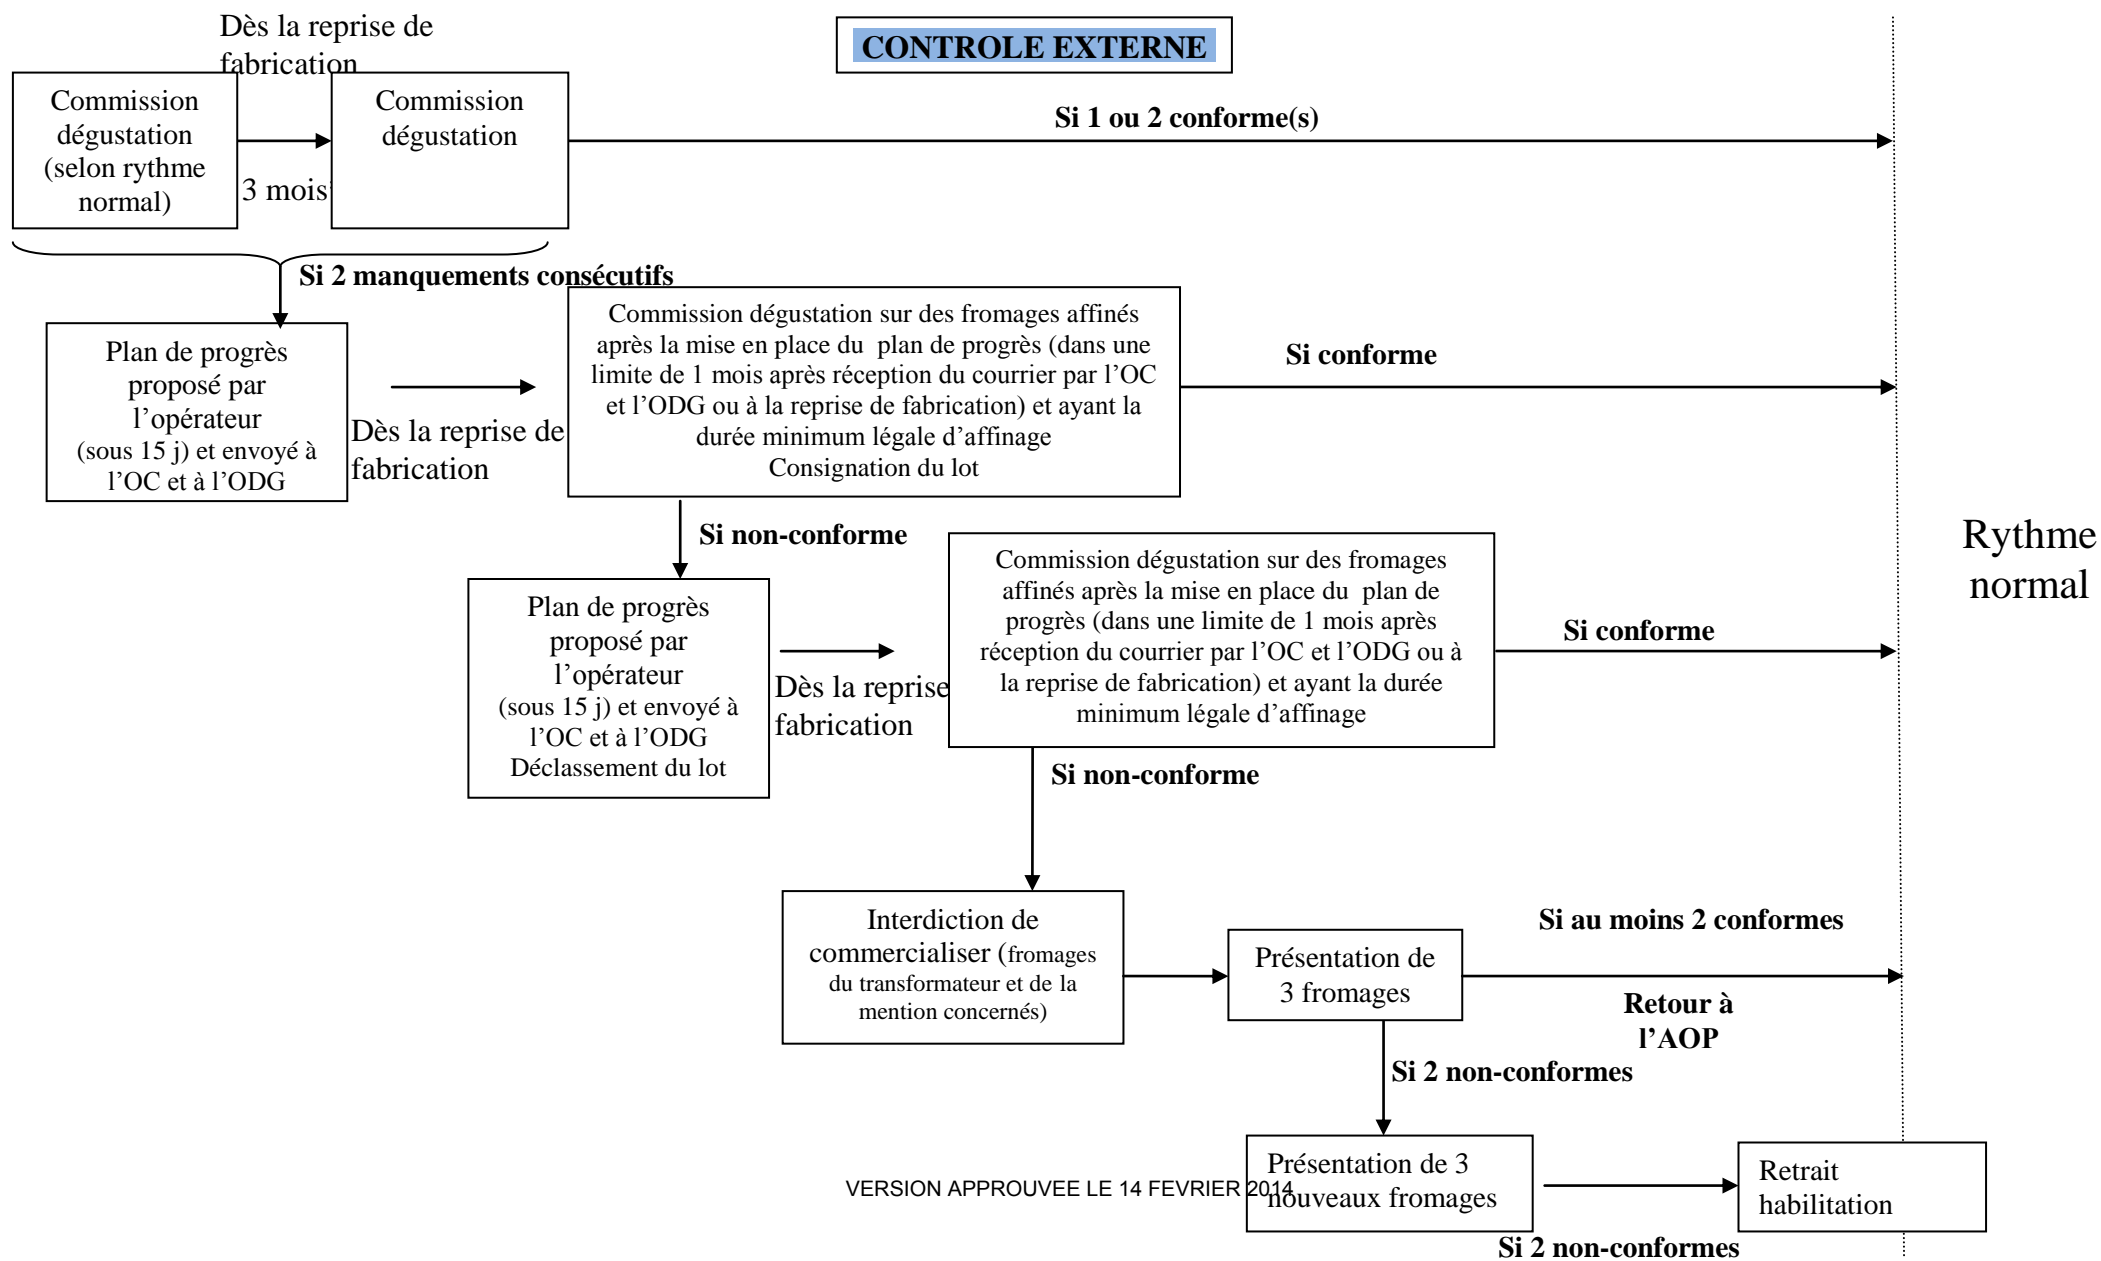 Dès la reprise de
fabrication
CONTROLE EXTERNE
Commission
dégustation
(selon rythme
normal)
3 mois
Commission
dégustation
Si 1 ou 2 conforme(s)
Si 2 manquements consécutifs
Plan de progrès
proposé par
l’opérateur
(sous 15 j) et envoyé à
l’OC et à l’ODG
Dès la reprise de
fabrication
Commission dégustation sur des fromages affinés
après la mise en place du plan de progrès (dans une
limite de 1 mois après réception du courrier par l’OC
et l’ODG ou à la reprise de fabrication) et ayant la
durée minimum légale d’affinage
Consignation du lot
Si conforme
Si non-conforme
Rythme
normal
Plan de progrès
proposé par
l’opérateur
(sous 15 j) et envoyé à
l’OC et à l’ODG
Déclassement du lot
Dès la reprise
fabrication
Commission dégustation sur des fromages
affinés après la mise en place du plan de
progrès (dans une limite de 1 mois après
réception du courrier par l’OC et l’ODG ou à
la reprise de fabrication) et ayant la durée
minimum légale d’affinage
Si conforme
Si non-conforme
Interdiction de
commercialiser (fromages
du transformateur et de la
mention concernés)
Présentation de
3 fromages
Si au moins 2 conformes
Retour à
l’AOP
Si 2 non-conformes
Présentation de 3
nouveaux fromages
Retrait
habilitation
VERSION APPROUVEE LE 14 FEVRIER 2014
Si 2 non-conformes